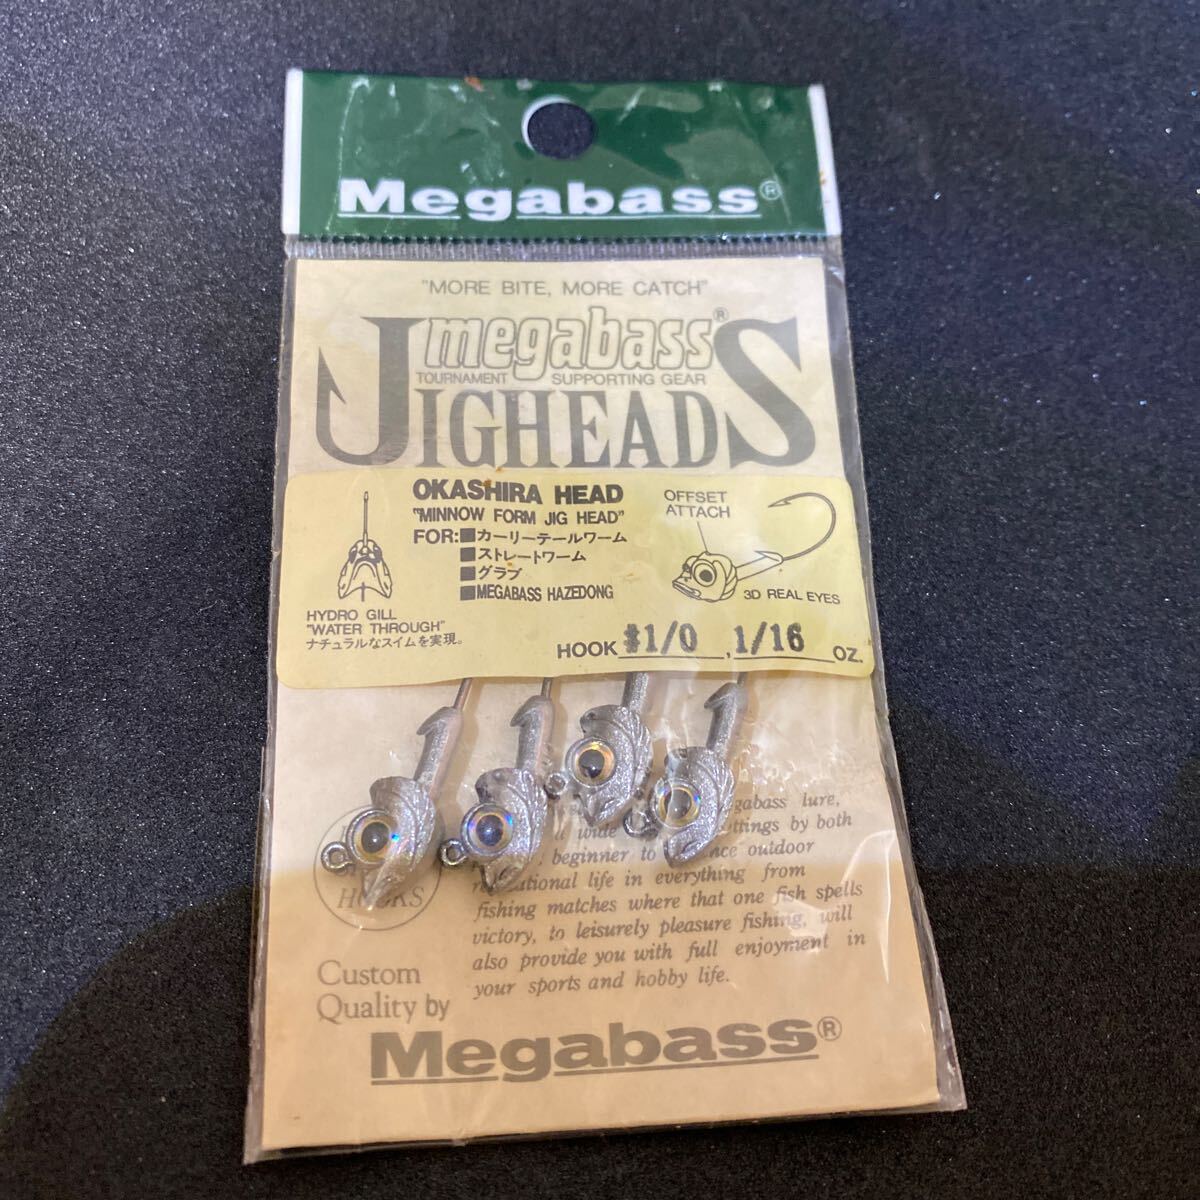 Megabass®
"MORE BITE, MORE CATCH"
megabass®
TOURNAMENT SUPPORTING GEAR
JIGHEADS
OKASHIRA HEAD
"MINNOW FORM JIG HEAD"
FOR:■カーリーテールワーム
■ストレートワーム
■グラブ
■MEGABASS HAZEDONG
OFFSET
ATTACH
3D REAL EYES
HYDRO GILL
"WATER THROUGH"
ナチュラルなスイムを実現。
HOOK #1/0 , 1/16 OZ.
lure,
wide by both
beginner to outdoor
life in everything from
fishing matches where that one fish spells
victory, to leisurely pleasure fishing, will
also provide you with full enjoyment in
your sports and hobby life.
Custom
Quality by
Megabass®